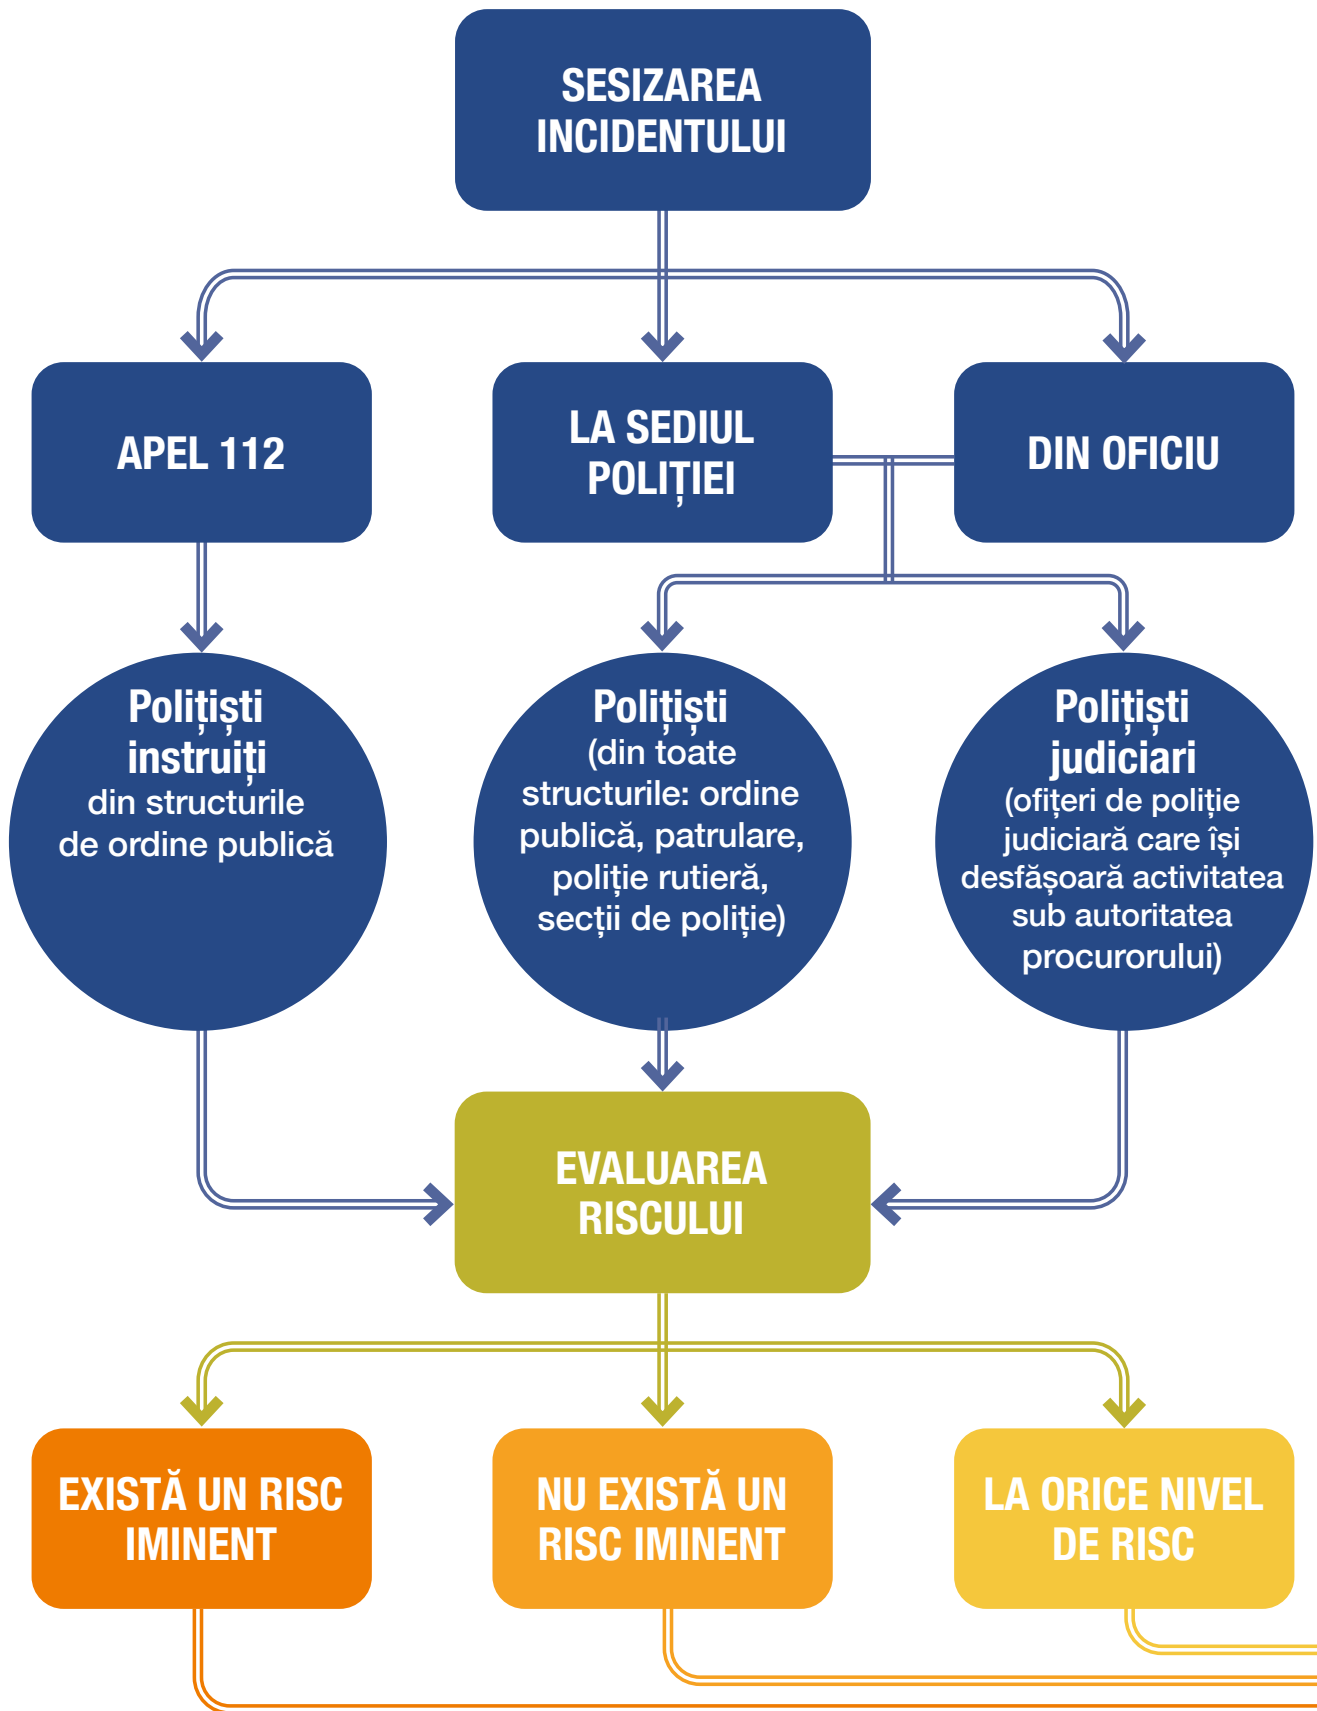 SESIZAREA
INCIDENTULUI
APEL 112
LA SEDIUL
POLIȚIEI
DIN OFICIU
Polițiști
instruiți
din structurile
de ordine publică
Polițiști
(din toate
structurile: ordine
publică, patrulare,
poliție rutieră,
secții de poliție)
Polițiști
judiciari
(ofițeri de poliție
judiciară care își
desfășoară activitatea
sub autoritatea
procurorului)
EVALUAREA
RISCULUI
EXISTĂ UN RISC
IMINENT
NU EXISTĂ UN
RISC IMINENT
LA ORICE NIVEL
DE RISC